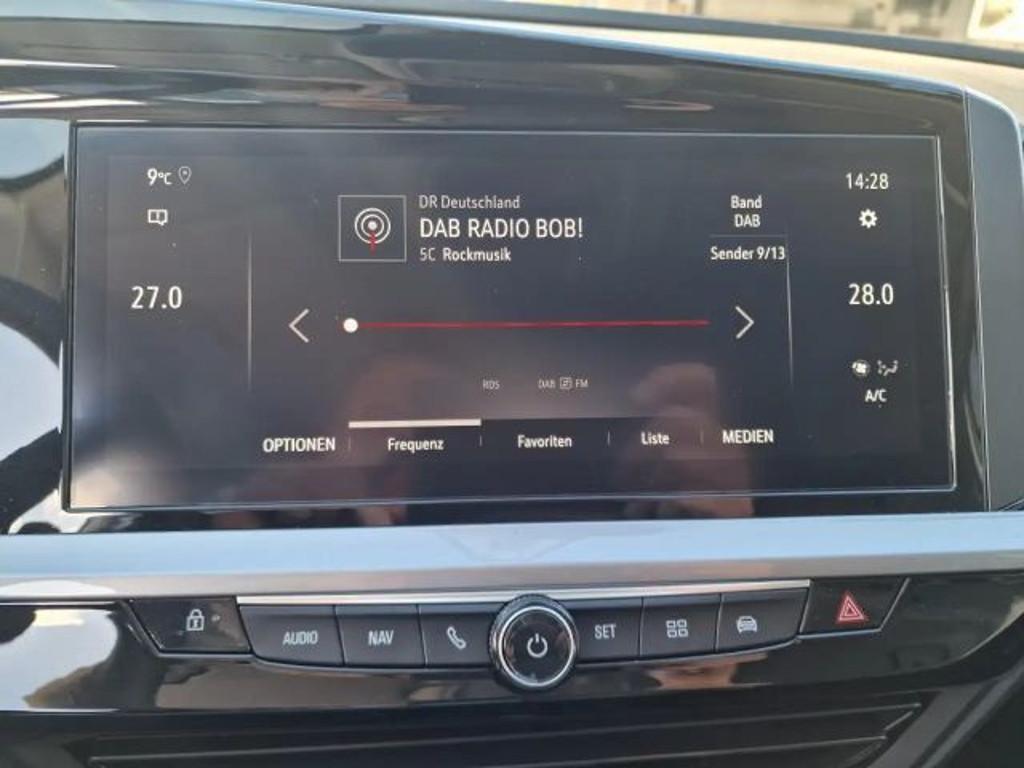 9°C
14:28
DR Deutschland
DAB RADIO BOB!
5C Rockmusik
Band
DAB
Sender 9/13
27.0
28.0
RDS DAB FM
A/C
OPTIONEN Frequenz Favoriten Liste MEDIEN
AUDIO NAV SET